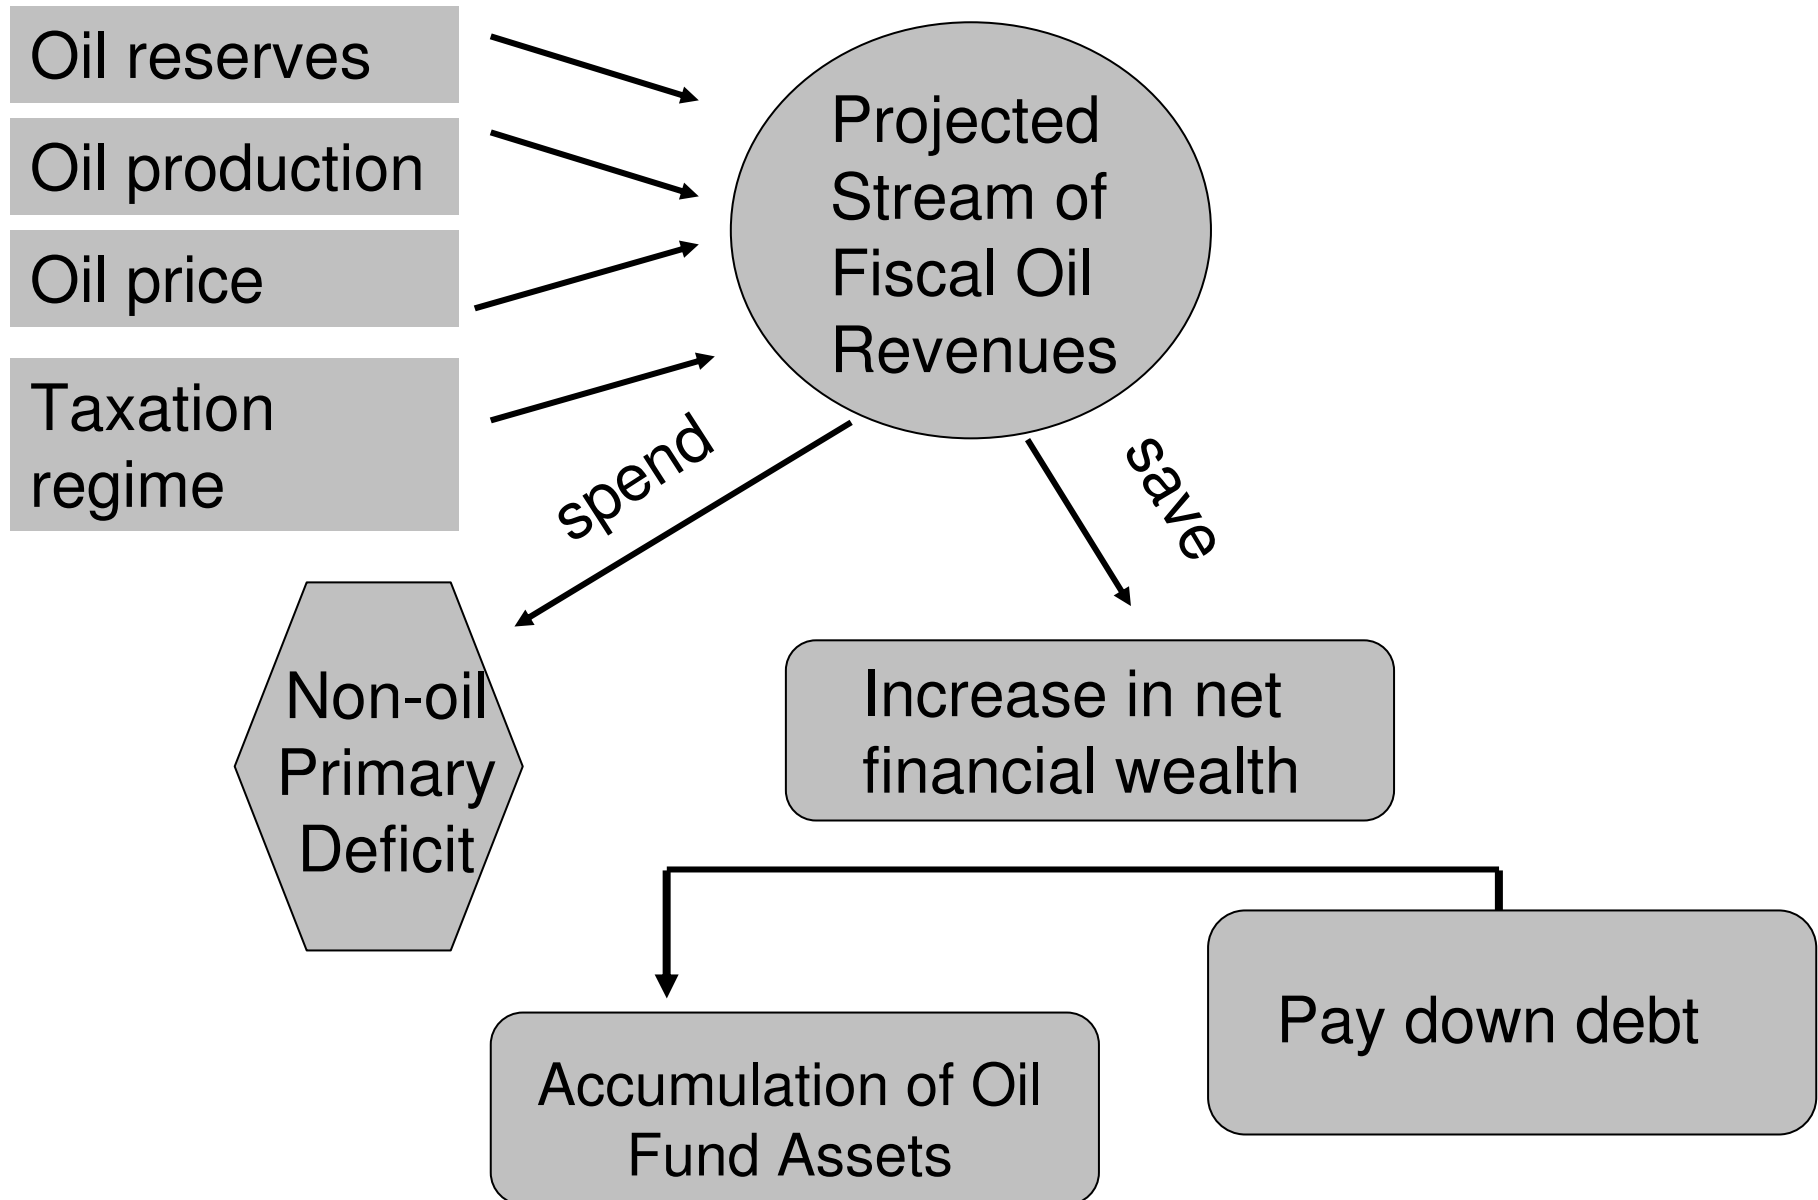 Oil reserves
Oil production
Oil price
Taxation
regime
Projected
Stream of
Fiscal Oil
Revenues
spend
save
Non-oil
Primary
Deficit
Increase in net
financial wealth
Accumulation of Oil
Fund Assets
Pay down debt